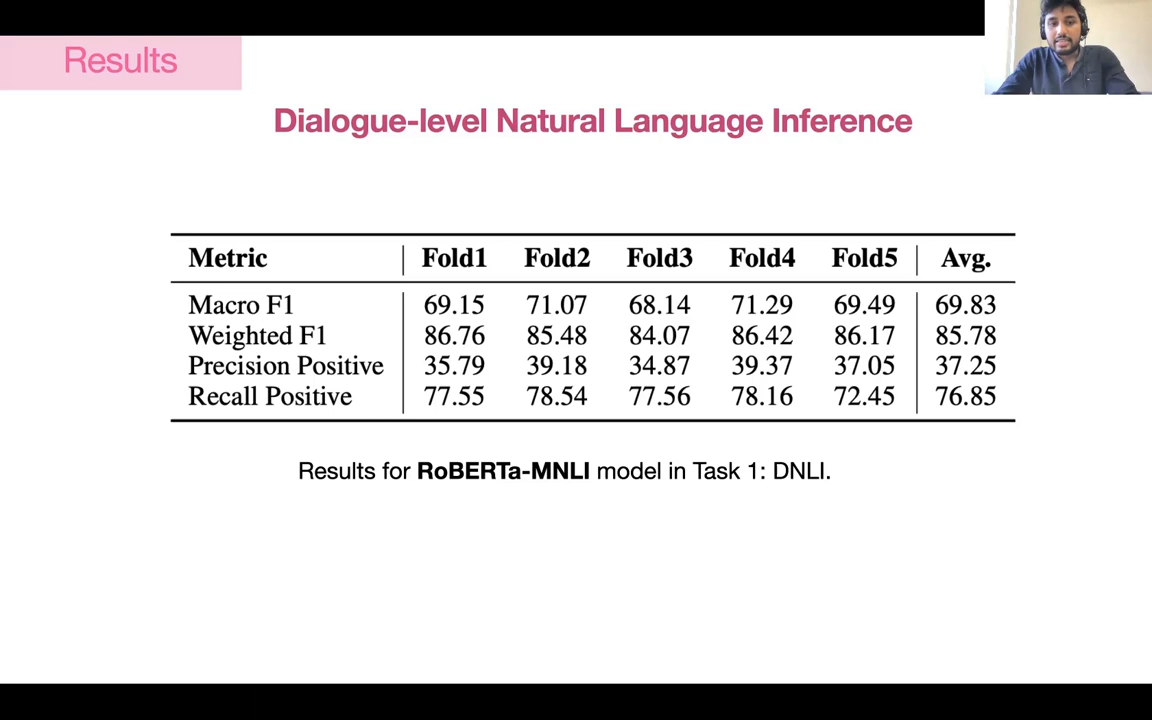 Results
Dialogue-level Natural Language Inference
Metric Fold1 Fold2 Fold3 Fold4 Fold5 Avg.
Macro F1 69.15 71.07 68.14 71.29 69.49 69.83
Weighted F1 86.76 85.48 84.07 86.42 86.17 85.78
Precision Positive 35.79 39.18 34.87 39.37 37.05 37.25
Recall Positive 77.55 78.54 77.56 78.16 72.45 76.85
Results for RoBERTa-MNLI model in Task 1: DNLI.